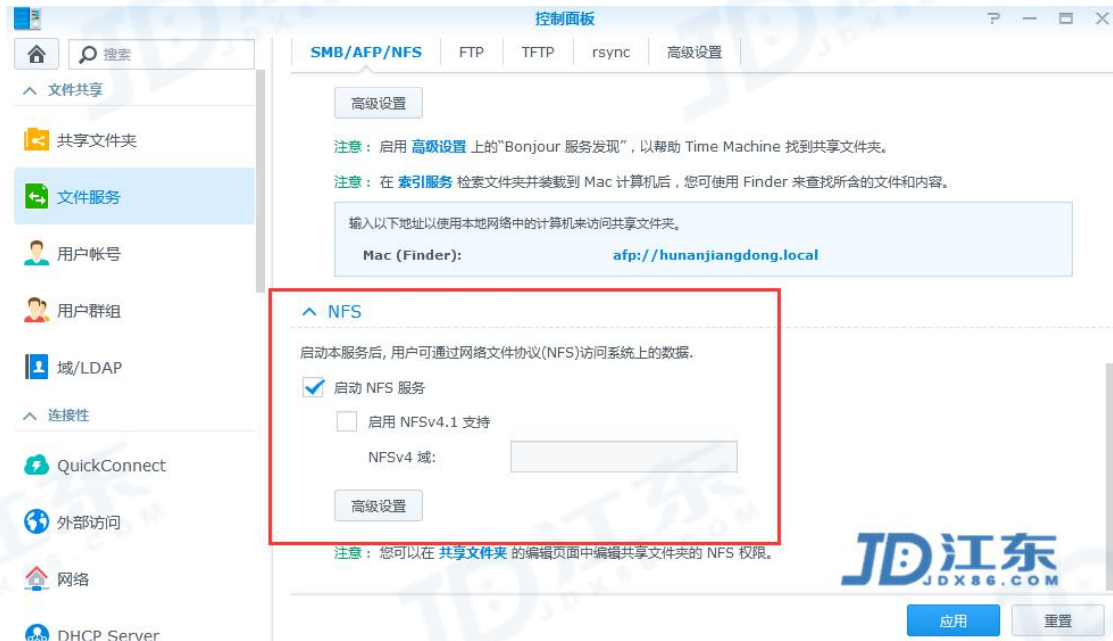 控制面板
搜索
文件共享
共享文件夹
文件服务
用户帐号
用户群组
域/LDAP
连接性
QuickConnect
外部访问
网络
DHCP Server
SMB/AFP/NFS FTP TFTP rsync 高级设置
高级设置
注意： 启用 高级设置 上的"Bonjour 服务发现"，以帮助 Time Machine 找到共享文件夹。
注意： 在 索引服务 检索文件夹并装载到 Mac 计算机后，您可使用 Finder 来查找所含的文件和内容。
输入以下地址以使用本地网络中的计算机来访问共享文件夹。
Mac (Finder): afp://hunanjiangdong.local
NFS
启动本服务后, 用户可通过网络文件协议(NFS)访问系统上的数据.
启动 NFS 服务
启用 NFSv4.1 支持
NFSv4 域:
高级设置
注意： 您可以在 共享文件夹 的编辑页面中编辑共享文件夹的 NFS 权限。
JD 江东
JDX86.COM
应用 重置